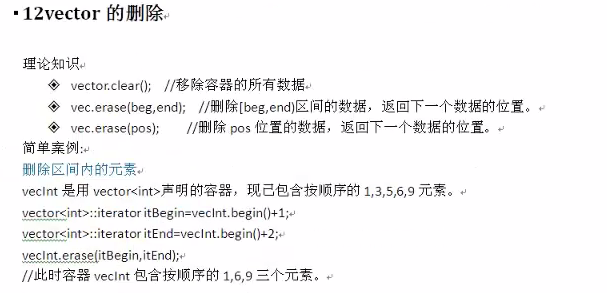 ▪12vector 的删除
理论知识
◈ vector.clear(); //移除容器的所有数据
◈ vec.erase(beg,end); //删除[beg,end)区间的数据，返回下一个数据的位置。
◈ vec.erase(pos); //删除 pos 位置的数据，返回下一个数据的位置。
简单案例:
删除区间内的元素
vecInt 是用 vector<int>声明的容器，现已包含按顺序的 1,3,5,6,9 元素。
vector<int>::iterator itBegin=vecInt.begin()+1;
vector<int>::iterator itEnd=vecInt.begin()+2;
vecInt.erase(itBegin,itEnd);
//此时容器 vecInt 包含按顺序的 1,6,9 三个元素。